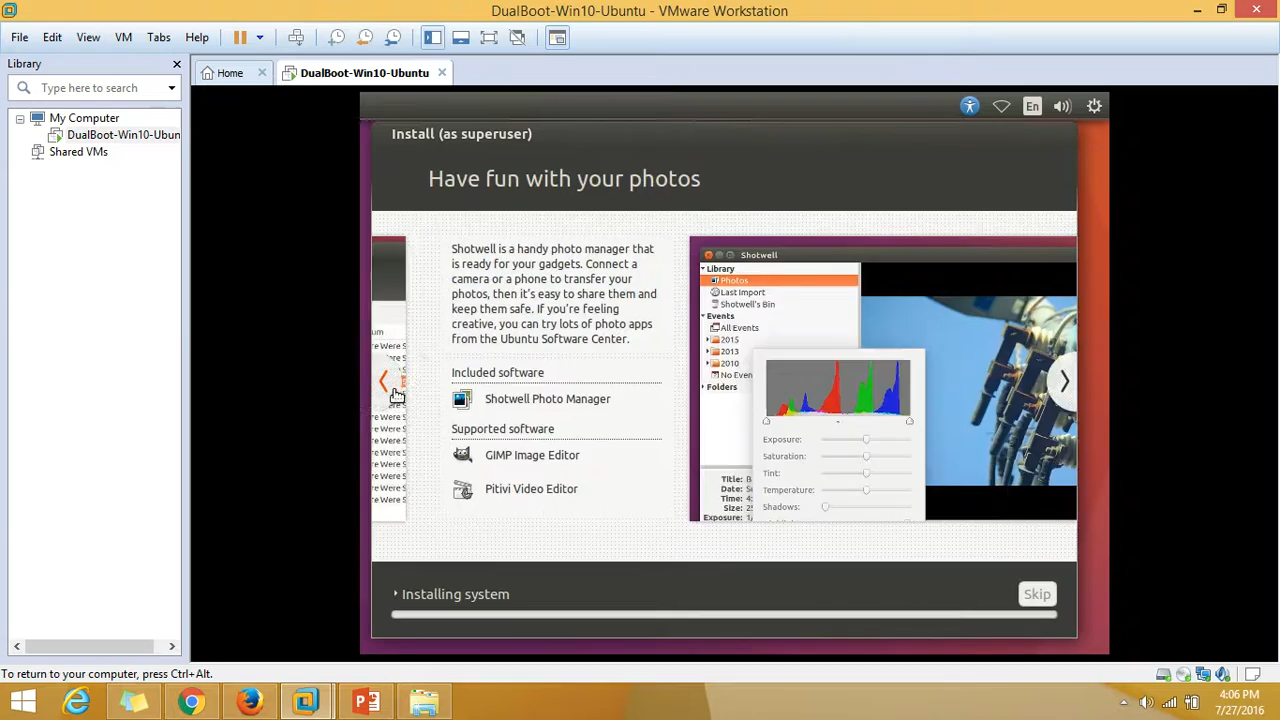 DualBoot-Win10-Ubuntu - VMware Workstation
File Edit View VM Tabs Help
Library
Type here to search
My Computer
DualBoot-Win10-Ubun
Shared VMs
Home
DualBoot-Win10-Ubuntu
En
Install (as superuser)
Have fun with your photos
Shotwell is a handy photo manager that
is ready for your gadgets. Connect a
camera or a phone to transfer your
photos, then it's easy to share them and
keep them safe. If you're feeling
creative, you can try lots of photo apps
from the Ubuntu Software Center.
Included software
Shotwell Photo Manager
Supported software
GIMP Image Editor
Pitivi Video Editor
Shotwell
Library
Photos
Last Import
Shotwell's Bin
Events
All Events
2015
2013
2010
No Even
Folders
Exposure:
Saturation:
Tint:
Temperature:
Shadows:
Title: B
Date: Se
Time: 4:
Size: 25
Exposure: 1/
Installing system
Skip
To return to your computer, press Ctrl+Alt.
4:06 PM
7/27/2016